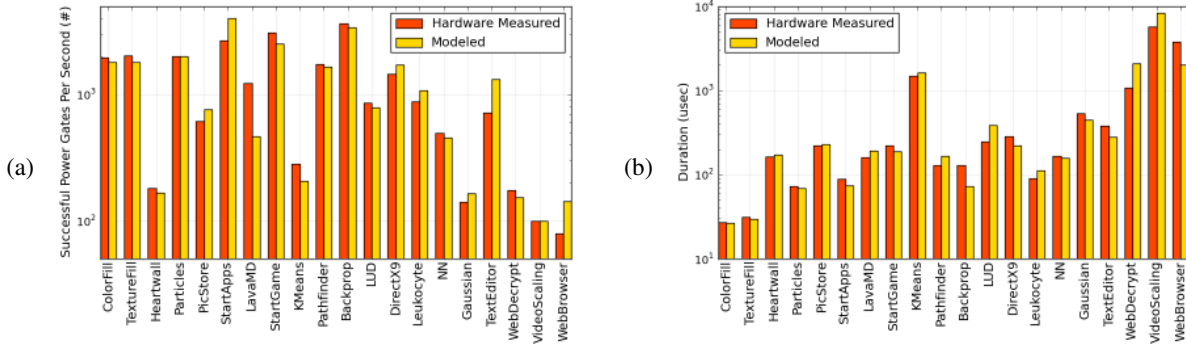 (a)
Successful Power Gates Per Second (#)
10³
10²
Hardware Measured
Modeled
ColorFill
TextureFill
Heartwall
Particles
PicStore
StartApps
LavaMD
StartGame
KMeans
Pathfinder
Backprop
LUD
DirectX9
Leukocyte
NN
Gaussian
TextEditor
WebDecrypt
VideoScaling
WebBrowser
(b)
Duration (usec)
10⁴
10³
10²
10¹
Hardware Measured
Modeled
ColorFill
TextureFill
Heartwall
Particles
PicStore
StartApps
LavaMD
StartGame
KMeans
Pathfinder
Backprop
LUD
DirectX9
Leukocyte
NN
Gaussian
TextEditor
WebDecrypt
VideoScaling
WebBrowser